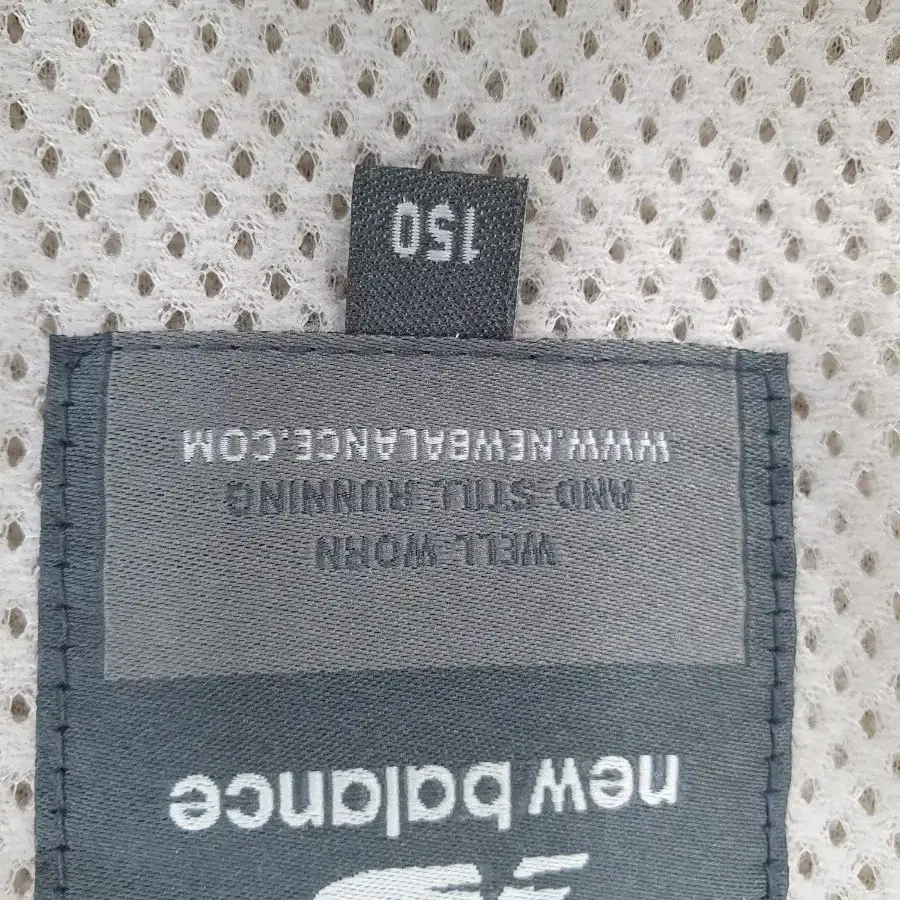 new balance
WELL WORN
AND STILL RUNNING
WWW.NEWBALANCE.COM
150